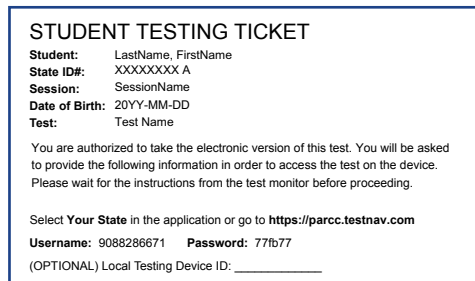 STUDENT TESTING TICKET
Student: LastName, FirstName
State ID#: XXXXXXXX A
Session: SessionName
Date of Birth: 20YY-MM-DD
Test: Test Name
You are authorized to take the electronic version of this test. You will be asked
to provide the following information in order to access the test on the device.
Please wait for the instructions from the test monitor before proceeding.
Select Your State in the application or go to https://parcc.testnav.com
Username: 9088286671 Password: 77fb77
(OPTIONAL) Local Testing Device ID: _____________